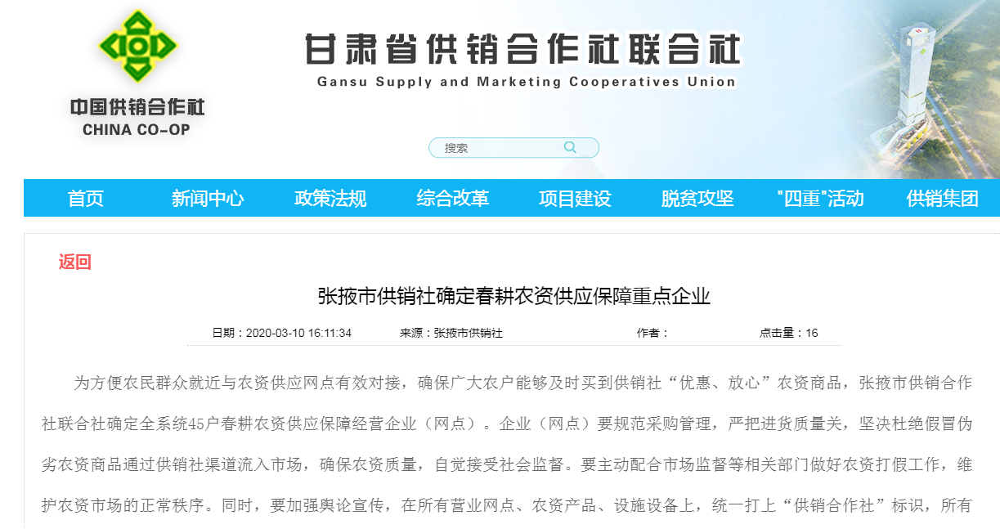 甘肃省供销合作社联合社
Gansu Supply and Marketing Cooperatives Union
中国供销合作社
CHINA CO-OP
搜索
首页 新闻中心 政策法规 综合改革 项目建设 脱贫攻坚 "四重"活动 供销集团
返回
张掖市供销社确定春耕农资供应保障重点企业
日期：2020-03-10 16:11:34 来源：张掖市供销社 作者： 点击量：16
为方便农民群众就近与农资供应网点有效对接，确保广大农户能够及时买到供销社“优惠、放心”农资商品，张掖市供销合作
社联合社确定全系统45户春耕农资供应保障经营企业（网点）。企业（网点）要规范采购管理，严把进货质量关，坚决杜绝假冒伪
劣农资商品通过供销社渠道流入市场，确保农资质量，自觉接受社会监督。要主动配合市场监督等相关部门做好农资打假工作，维
护农资市场的正常秩序。同时，要加强舆论宣传，在所有营业网点、农资产品、设施设备上，统一打上“供销合作社”标识，所有